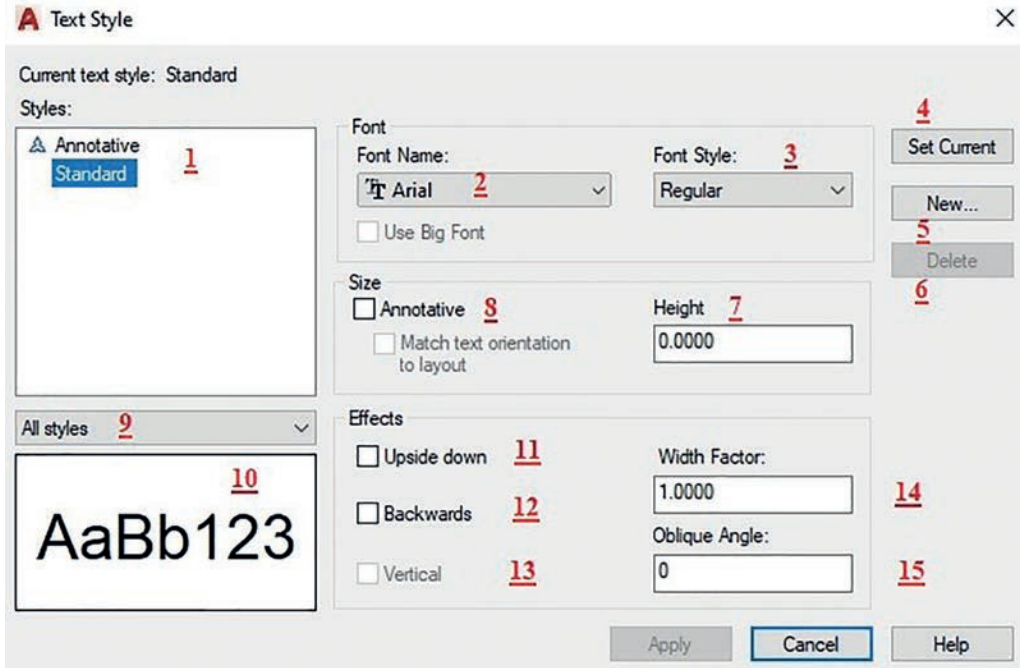 Text Style
Current text style: Standard
Styles:
Annotative
1
Standard
All styles 9
10
AaBb123
Font
Font Name:
Arial 2
Use Big Font
Font Style: 3
Regular
Size
Annotative 8
Match text orientation
to layout
Height 7
0.0000
Effects
Upside down 11
Backwards 12
Vertical 13
Width Factor:
1.0000 14
Oblique Angle:
0 15
4
Set Current
New...
5
Delete
6
Apply
Cancel
Help